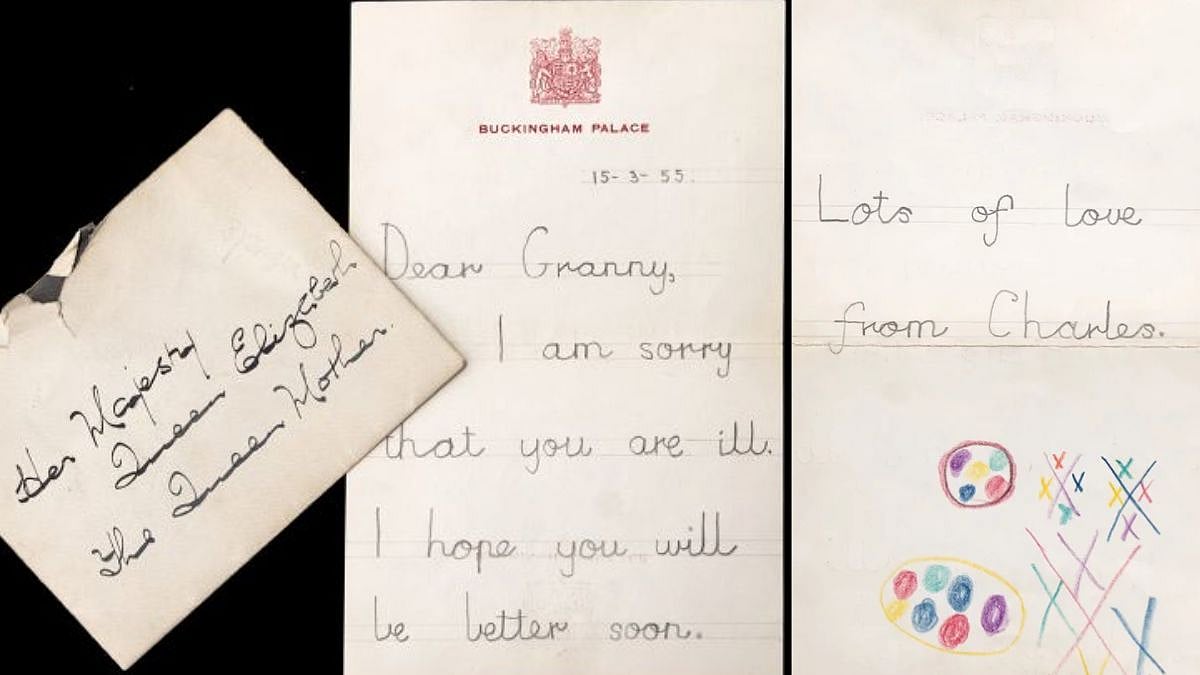 Her Majesty
Queen Elizabeth
The Queen Mother.
BUCKINGHAM PALACE
15-3-55.
Dear Granny,
I am sorry
that you are ill.
I hope you will
be better soon.
Lots of love
from Charles.